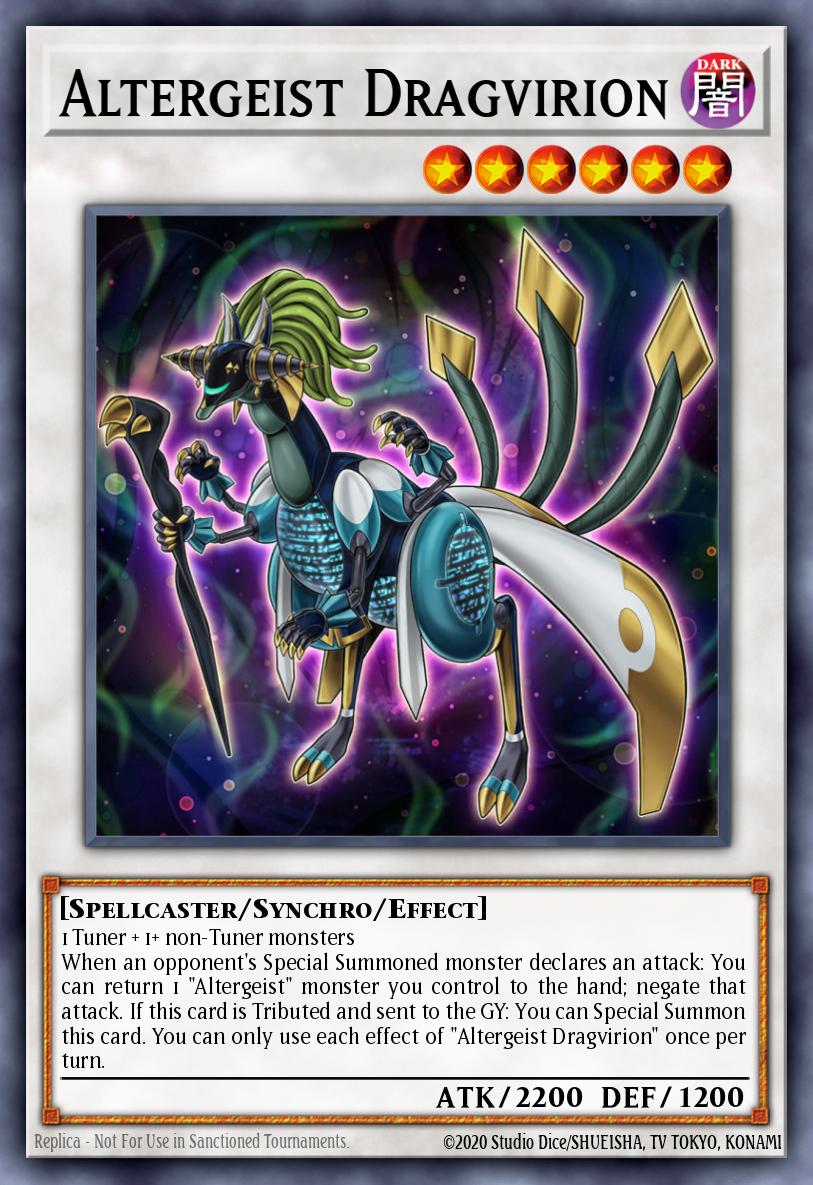 Altergeist Dragvirion
DARK
闇
[Spellcaster/Synchro/Effect]
1 Tuner + 1+ non-Tuner monsters
When an opponent's Special Summoned monster declares an attack: You
can return 1 "Altergeist" monster you control to the hand; negate that
attack. If this card is Tributed and sent to the GY: You can Special Summon
this card. You can only use each effect of "Altergeist Dragvirion" once per
turn.
ATK/2200 DEF/1200
Replica - Not For Use in Sanctioned Tournaments.
©2020 Studio Dice/SHUEISHA, TV TOKYO, KONAMI